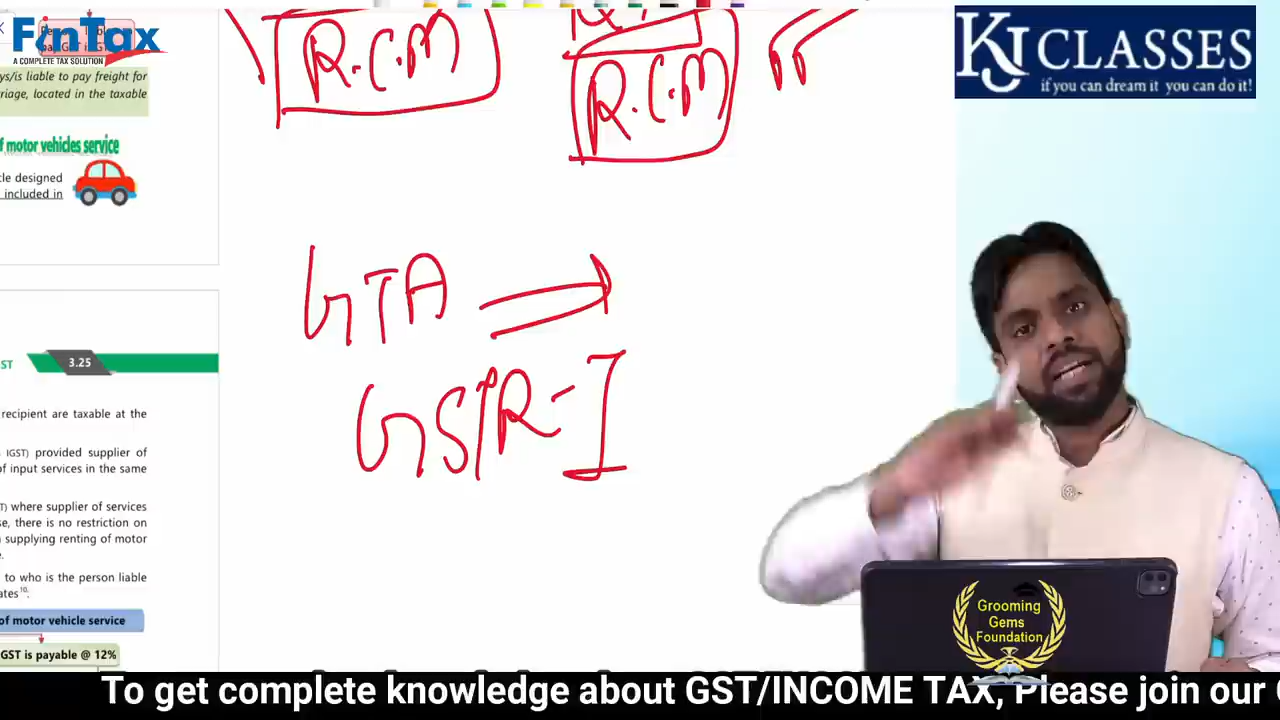 FinTax
A COMPLETE TAX SOLUTION
ys/is liable to pay freight for
riage, located in the taxable
of motor vehicles service
cle designed
included in
R.C.M
R.C.M
KJ CLASSES
if you can dream it you can do it!
GTA
GSTR-I
ST
3.25
recipient are taxable at the
IGST) provided supplier of
of input services in the same
T) where supplier of services
se, there is no restriction on
supplying renting of motor
e.
to who is the person liable
ates10:
of motor vehicle service
GST is payable @ 12%
Grooming
Gems
Foundation
To get complete knowledge about GST/INCOME TAX, Please join our